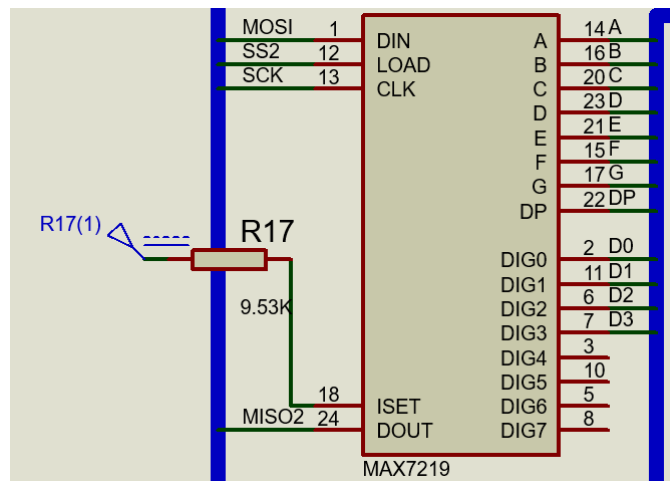 MOSI 1 DIN A 14 A
SS2 12 LOAD B 16 B
SCK 13 CLK C 20 C
D 23 D
E 21 E
F 15 F
G 17 G
DP 22 DP
R17(1) R17
DIG0 2 D0
DIG1 11 D1
9.53K DIG2 6 D2
DIG3 7 D3
DIG4 3
DIG5 10
18 ISET DIG6 5
MISO2 24 DOUT DIG7 8
MAX7219